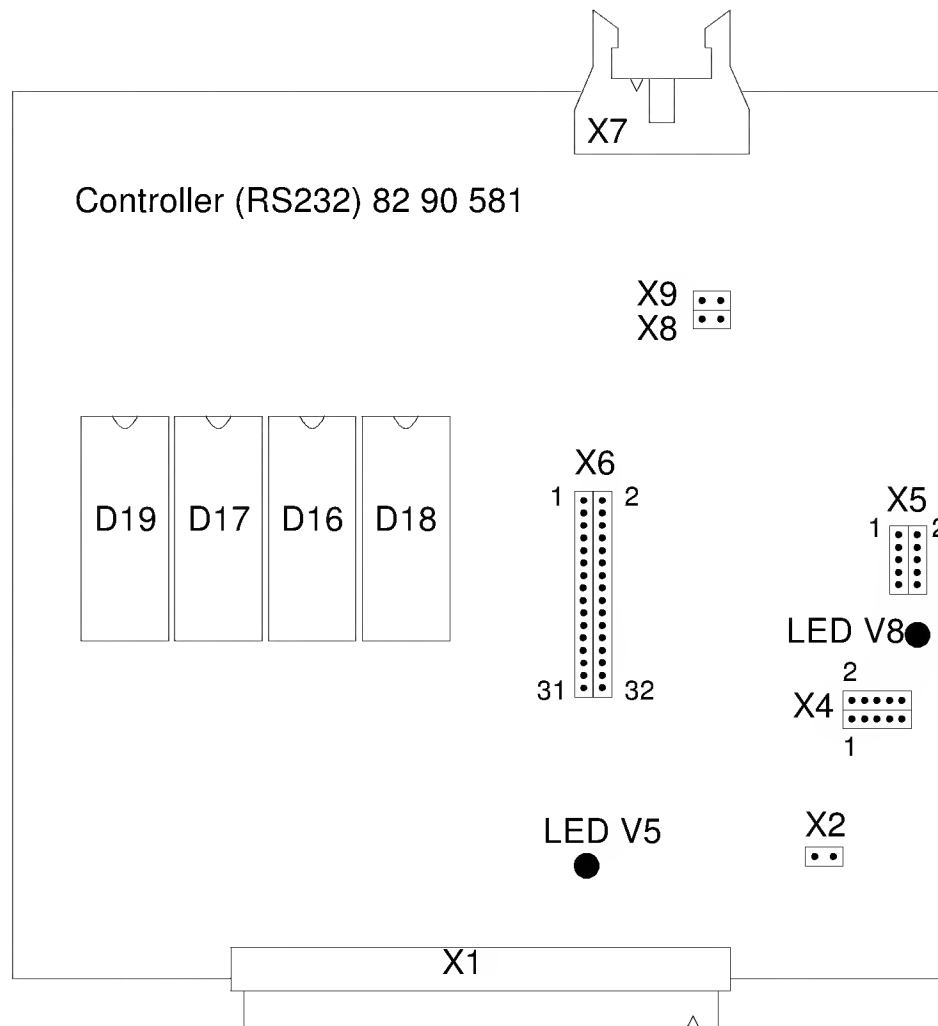 X7
Controller (RS232) 82 90 581
X9
X8
X6
1 2
X5
1 2
D19 D17 D16 D18
LED V8
2
31 32
X4
1
LED V5
X2
X1